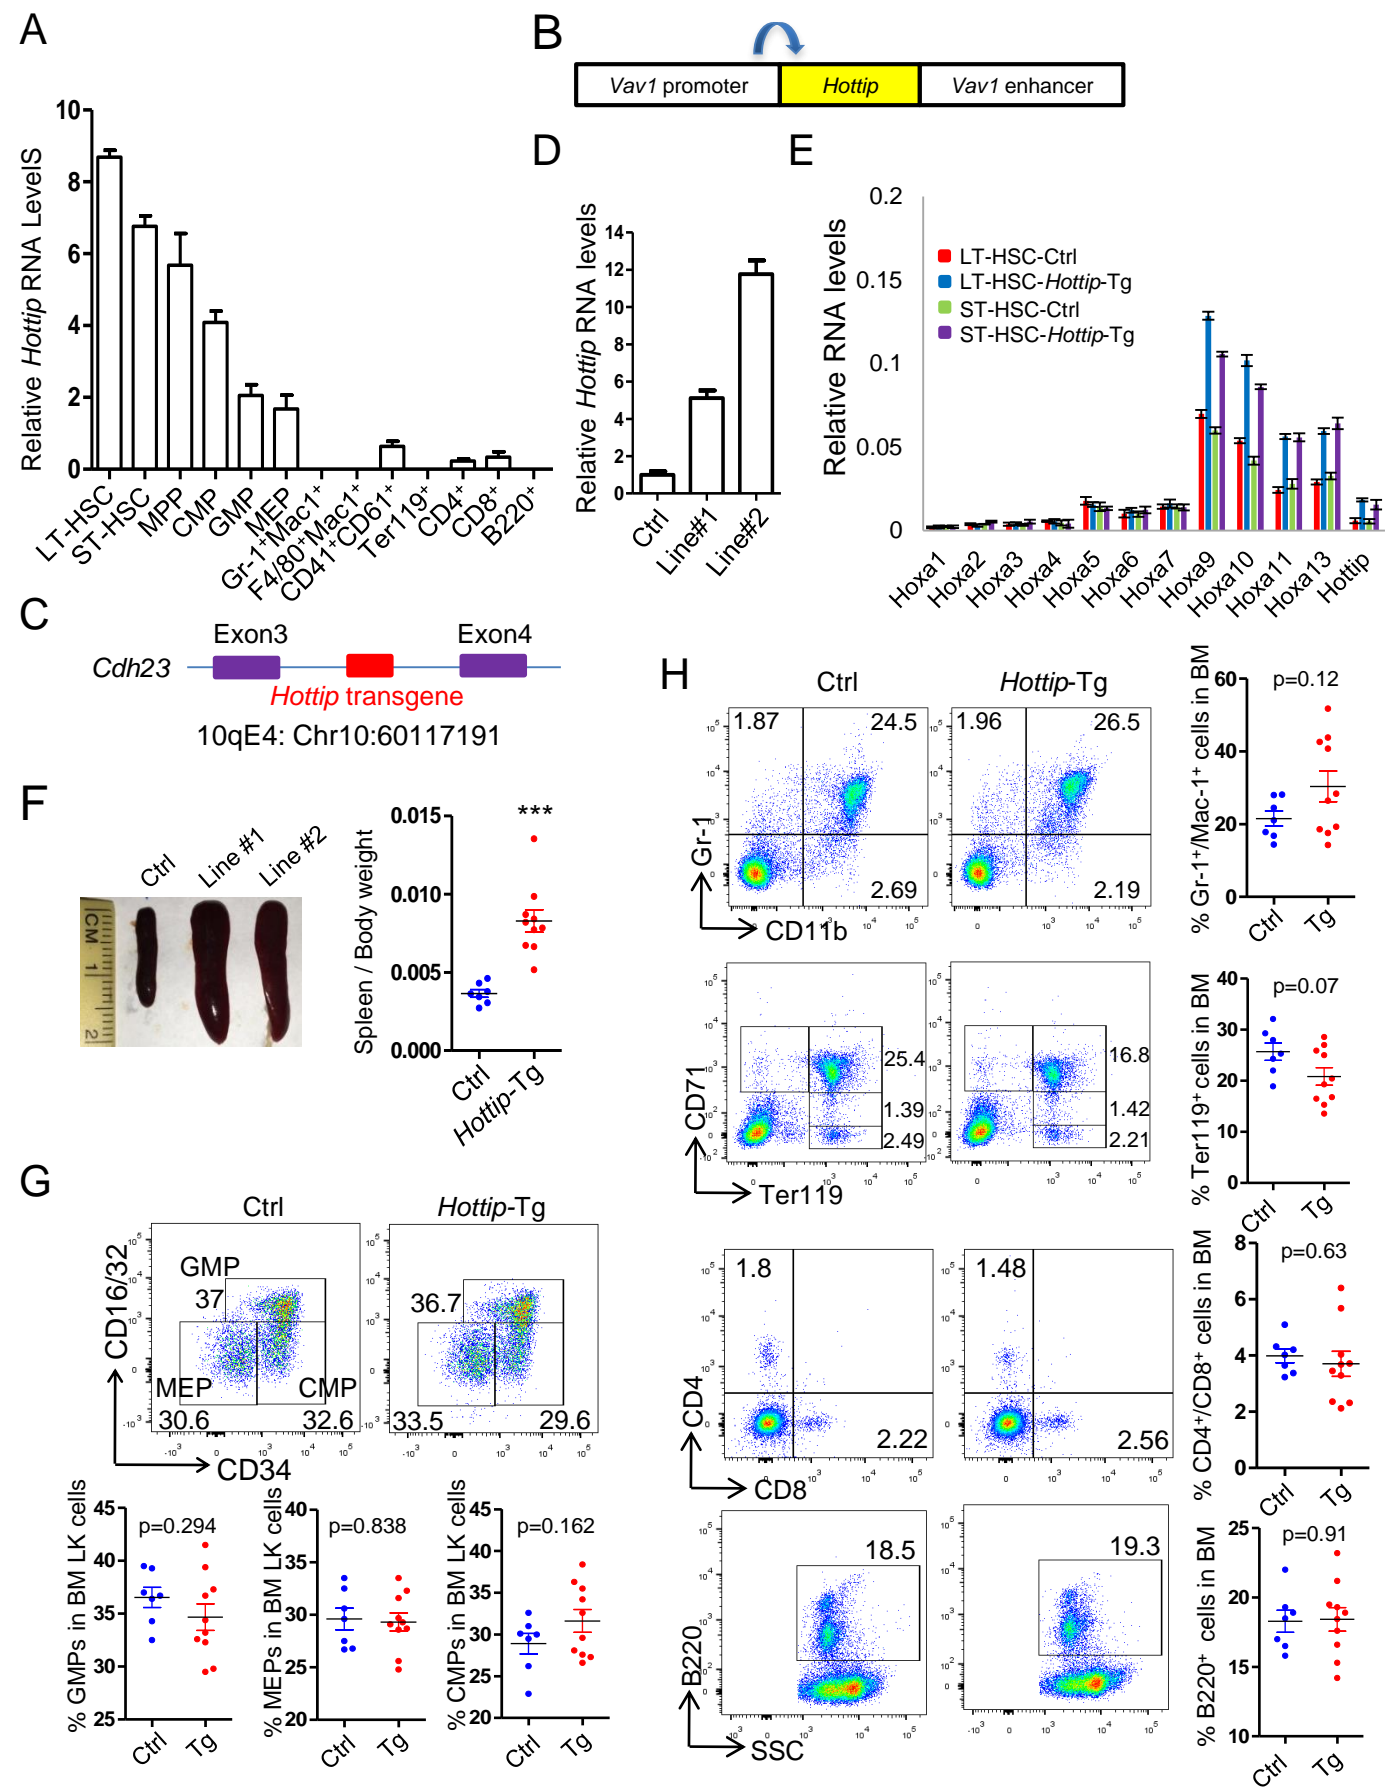 A
Relative Hottip RNA LevelS
10
8
6
4
2
0
LT-HSC
ST-HSC
MPP
CMP
GMP
MEP
Gr-1+Mac1+
F4/80+Mac1+
CD41+CD61+
Ter119+
CD4+
CD8+
B220+
B
Vav1 promoter
Hottip
Vav1 enhancer
C
Exon3
Exon4
Cdh23
Hottip transgene
10qE4: Chr10:60117191
D
Relative Hottip RNA levels
14
12
10
8
6
4
2
0
Ctrl
Line#1
Line#2
E
Relative RNA levels
0.2
0.15
0.1
0.05
0
LT-HSC-Ctrl
LT-HSC-Hottip-Tg
ST-HSC-Ctrl
ST-HSC-Hottip-Tg
Hoxa1
Hoxa2
Hoxa3
Hoxa4
Hoxa5
Hoxa6
Hoxa7
Hoxa9
Hoxa10
Hoxa11
Hoxa13
Hottip
F
Ctrl
Line #1
Line #2
CM
1
2
Spleen / Body weight
0.015
0.010
0.005
0.000
***
Ctrl
Hottip-Tg
G
Ctrl
Hottip-Tg
CD16/32
GMP
37
MEP
30.6
CMP
32.6
36.7
33.5
29.6
CD34
% GMPs in BM LK cells
45
40
35
30
25
p=0.294
Ctrl
Tg
% MEPs in BM LK cells
40
35
30
25
20
p=0.838
Ctrl
Tg
% CMPs in BM LK cells
40
35
30
25
20
p=0.162
Ctrl
Tg
H
Ctrl
Hottip-Tg
1.87
24.5
2.69
1.96
26.5
2.19
Gr-1
CD11b
% Gr-1+/Mac-1+ cells in BM
60
40
20
0
p=0.12
Ctrl
Tg
CD71
Ter119
25.4
1.39
2.49
16.8
1.42
2.21
% Ter119+cells in BM
40
30
20
10
0
p=0.07
Ctrl
Tg
CD4
CD8
1.8
2.22
1.48
2.56
% CD4+/CD8+ cells in BM
8
6
4
2
0
p=0.63
Ctrl
Tg
B220
SSC
18.5
19.3
% B220+ cells in BM
25
20
15
10
p=0.91
Ctrl
Tg